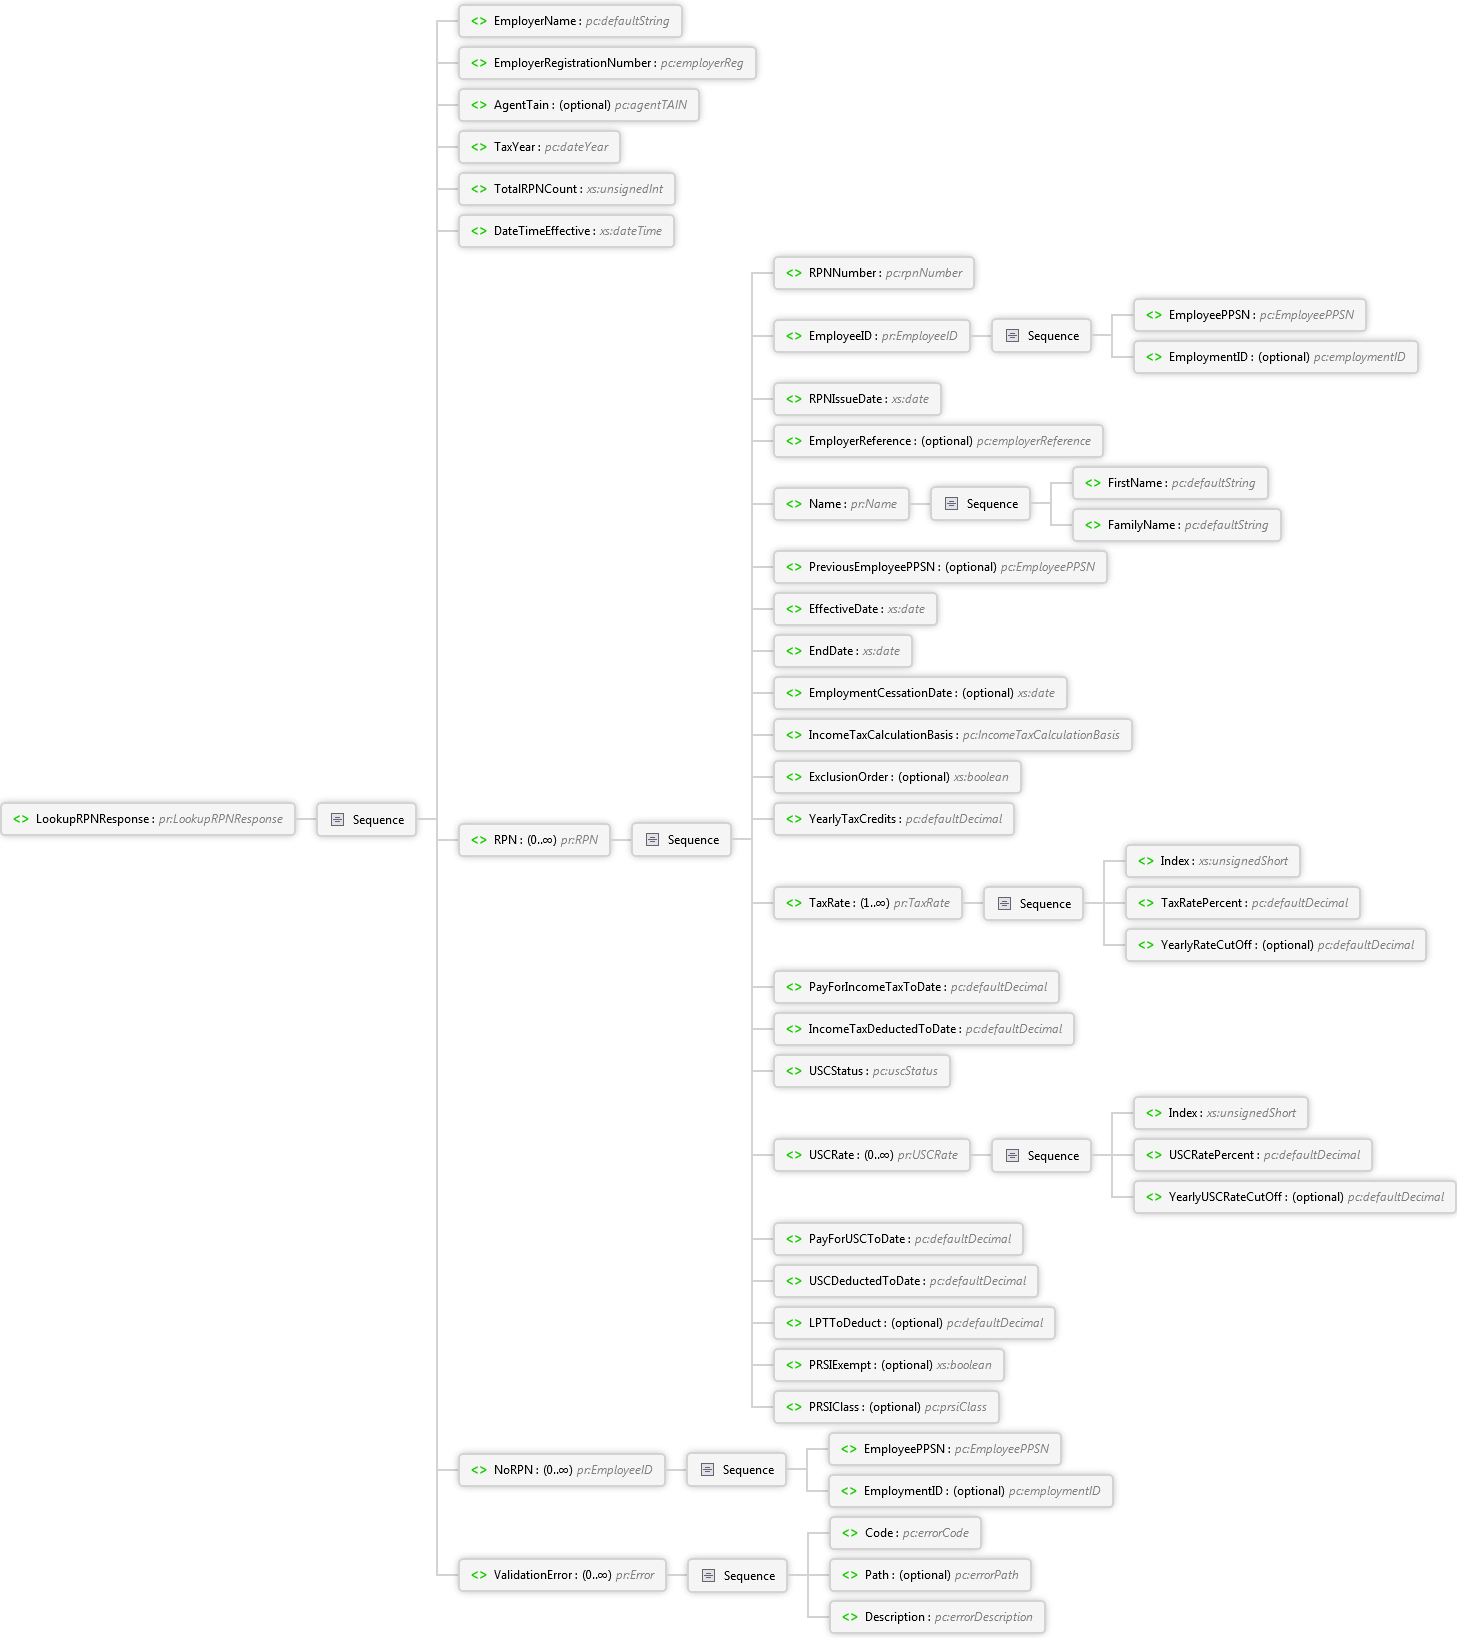 <> EmployerName : pc:defaultString
<> EmployerRegistrationNumber : pc:employerReg
<> AgentTain : (optional) pc:agentTAIN
<> TaxYear : pc:dateYear
<> TotalRPNCount : xs:unsignedInt
<> DateTimeEffective : xs:dateTime
<> RPNNumber : pc:rpnNumber
<> EmployeeID : pr:EmployeeID
Sequence
<> EmployeePPSN : pc:EmployeePPSN
<> EmploymentID : (optional) pc:employmentID
<> RPNIssueDate : xs:date
<> EmployerReference : (optional) pc:employerReference
<> Name : pr:Name
Sequence
<> FirstName : pc:defaultString
<> FamilyName : pc:defaultString
<> PreviousEmployeePPSN : (optional) pc:EmployeePPSN
<> EffectiveDate : xs:date
<> EndDate : xs:date
<> EmploymentCessationDate : (optional) xs:date
<> IncomeTaxCalculationBasis : pc:IncomeTaxCalculationBasis
<> ExclusionOrder : (optional) xs:boolean
<> LookupRPNResponse : pr:LookupRPNResponse
Sequence
<> RPN : (0..∞) pr:RPN
Sequence
<> YearlyTaxCredits : pc:defaultDecimal
<> TaxRate : (1..∞) pr:TaxRate
Sequence
<> Index : xs:unsignedShort
<> TaxRatePercent : pc:defaultDecimal
<> YearlyRateCutOff : (optional) pc:defaultDecimal
<> PayForIncomeTaxToDate : pc:defaultDecimal
<> IncomeTaxDeductedToDate : pc:defaultDecimal
<> USCStatus : pc:uscStatus
<> USCRate : (0..∞) pr:USCRate
Sequence
<> Index : xs:unsignedShort
<> USCRatePercent : pc:defaultDecimal
<> YearlyUSCRateCutOff : (optional) pc:defaultDecimal
<> PayForUSCToDate : pc:defaultDecimal
<> USCDeductedToDate : pc:defaultDecimal
<> LPTToDeduct : (optional) pc:defaultDecimal
<> PRSIExempt : (optional) xs:boolean
<> PRSIClass : (optional) pc:prsiClass
<> NoRPN : (0..∞) pr:EmployeeID
Sequence
<> EmployeePPSN : pc:EmployeePPSN
<> EmploymentID : (optional) pc:employmentID
<> ValidationError : (0..∞) pr:Error
Sequence
<> Code : pc:errorCode
<> Path : (optional) pc:errorPath
<> Description : pc:errorDescription